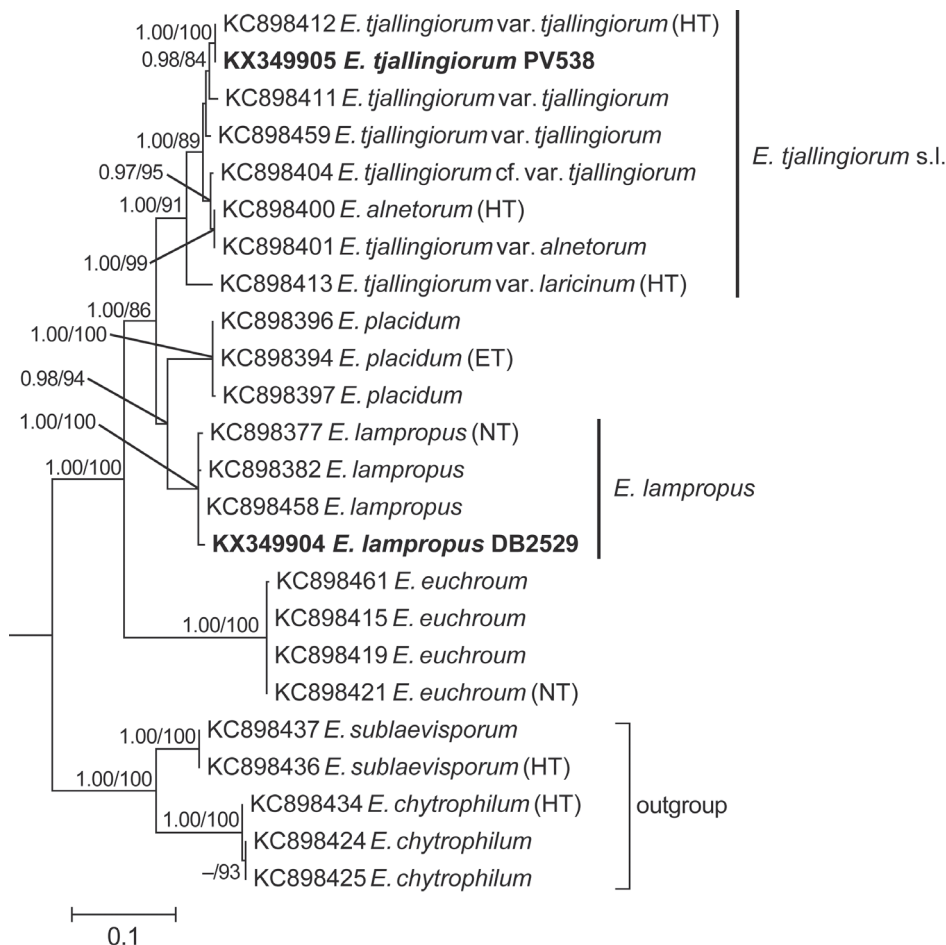 1.00/100
KC898412 E. tjallingiorum var. tjallingiorum (HT)
0.98/84
KX349905 E. tjallingiorum PV538
KC898411 E. tjallingiorum var. tjallingiorum
1.00/89
KC898459 E. tjallingiorum var. tjallingiorum
E. tjallingiorum s.l.
0.97/95
KC898404 E. tjallingiorum cf. var. tjallingiorum
1.00/91
KC898400 E. alnetorum (HT)
KC898401 E. tjallingiorum var. alnetorum
1.00/99
KC898413 E. tjallingiorum var. laricinum (HT)
1.00/86
KC898396 E. placidum
1.00/100
KC898394 E. placidum (ET)
0.98/94
KC898397 E. placidum
1.00/100
KC898377 E. lampropus (NT)
1.00/100
KC898382 E. lampropus
E. lampropus
KC898458 E. lampropus
KX349904 E. lampropus DB2529
KC898461 E. euchroum
1.00/100
KC898415 E. euchroum
KC898419 E. euchroum
KC898421 E. euchroum (NT)
1.00/100
KC898437 E. sublaevisporum
1.00/100
KC898436 E. sublaevisporum (HT)
KC898434 E. chytrophilum (HT)
outgroup
1.00/100
KC898424 E. chytrophilum
–/93
KC898425 E. chytrophilum
0.1